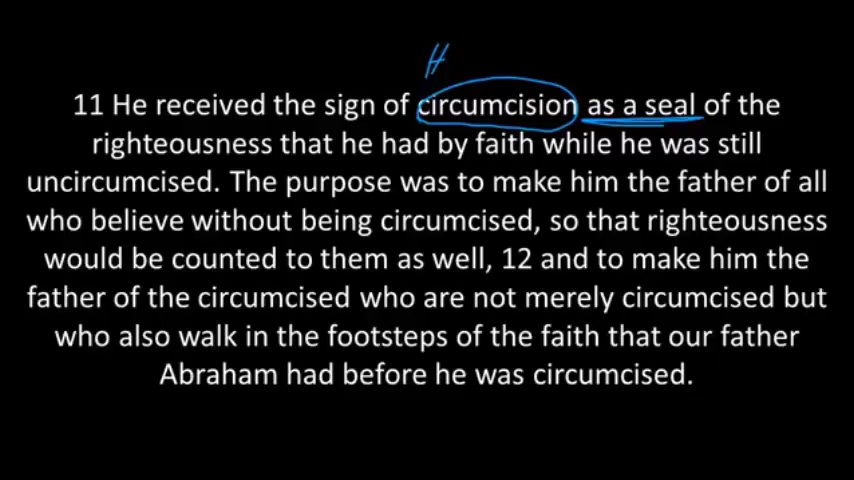 H
11 He received the sign of circumcision as a seal of the
righteousness that he had by faith while he was still
uncircumcised. The purpose was to make him the father of all
who believe without being circumcised, so that righteousness
would be counted to them as well, 12 and to make him the
father of the circumcised who are not merely circumcised but
who also walk in the footsteps of the faith that our father
Abraham had before he was circumcised.